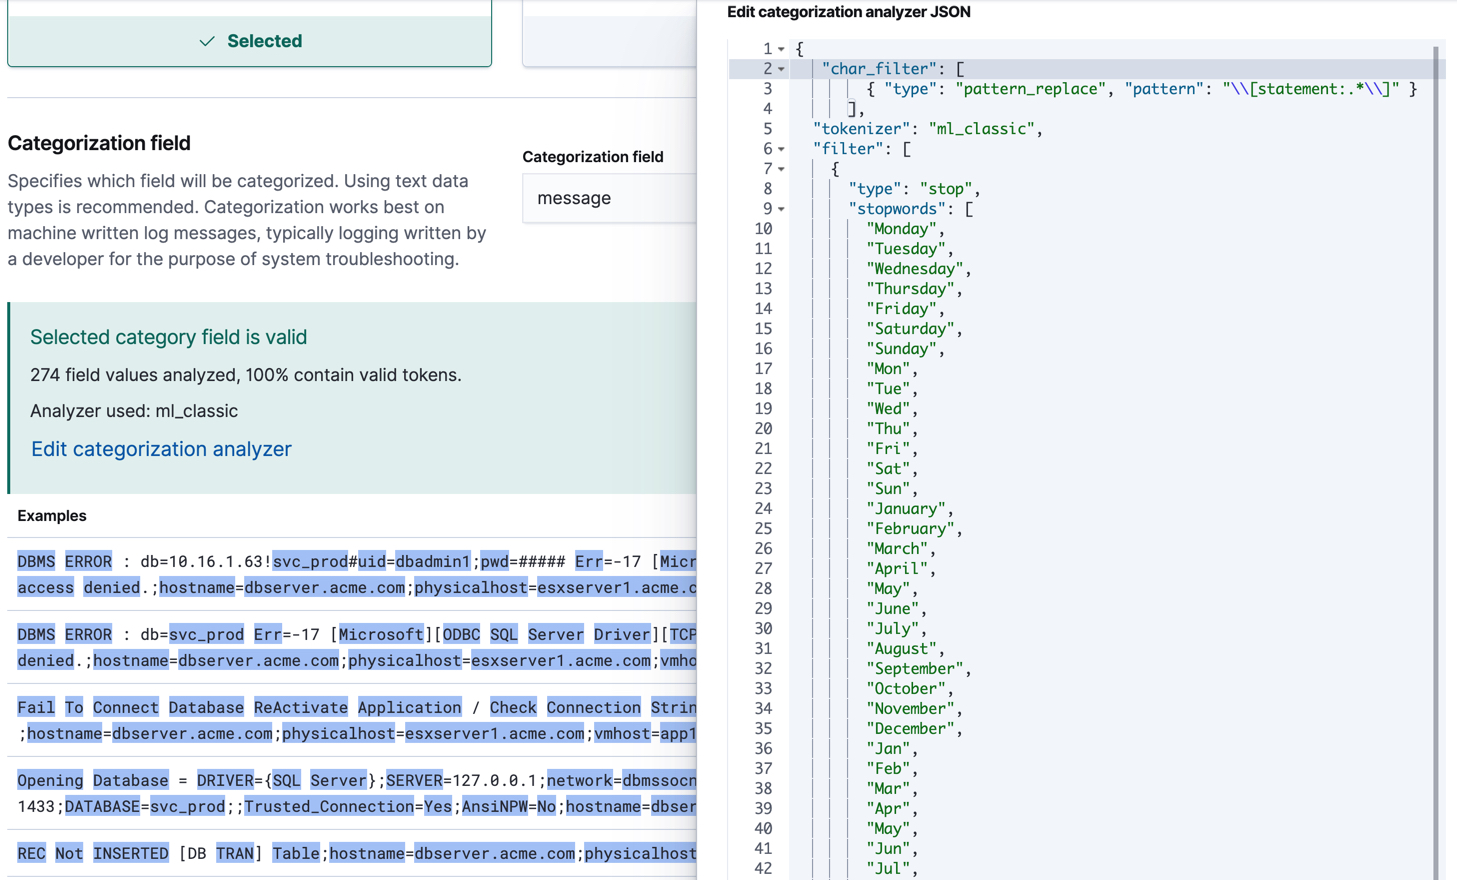 Selected
Categorization field
Specifies which field will be categorized. Using text data
types is recommended. Categorization works best on
machine written log messages, typically logging written by
a developer for the purpose of system troubleshooting.
Categorization field
message
Selected category field is valid
274 field values analyzed, 100% contain valid tokens.
Analyzer used: ml_classic
Edit categorization analyzer
Examples
DBMS ERROR : db=10.16.1.63!svc_prod#uid=dbadmin1;pwd=##### Err=-17 [Micr
access denied.;hostname=dbserver.acme.com;physicalhost=esxserver1.acme.c
DBMS ERROR : db=svc_prod Err=-17 [Microsoft][ODBC SQL Server Driver][TCP
denied.;hostname=dbserver.acme.com;physicalhost=esxserver1.acme.com;vmho
Fail To Connect Database ReActivate Application / Check Connection Strin
;hostname=dbserver.acme.com;physicalhost=esxserver1.acme.com;vmhost=app1
Opening Database = DRIVER={SQL Server};SERVER=127.0.0.1;network=dbmssocn
1433;DATABASE=svc_prod;;Trusted_Connection=Yes;AnsiNPW=No;hostname=dbser
REC Not INSERTED [DB TRAN] Table;hostname=dbserver.acme.com;physicalhost
Edit categorization analyzer JSON
1 {
2 "char_filter": [
3 { "type": "pattern_replace", "pattern": "\\[statement:.*\\]" }
4 ],
5 "tokenizer": "ml_classic",
6 "filter": [
7 {
8 "type": "stop",
9 "stopwords": [
10 "Monday",
11 "Tuesday",
12 "Wednesday",
13 "Thursday",
14 "Friday",
15 "Saturday",
16 "Sunday",
17 "Mon",
18 "Tue",
19 "Wed",
20 "Thu",
21 "Fri",
22 "Sat",
23 "Sun",
24 "January",
25 "February",
26 "March",
27 "April",
28 "May",
29 "June",
30 "July",
31 "August",
32 "September",
33 "October",
34 "November",
35 "December",
36 "Jan",
37 "Feb",
38 "Mar",
39 "Apr",
40 "May",
41 "Jun",
42 "Jul",